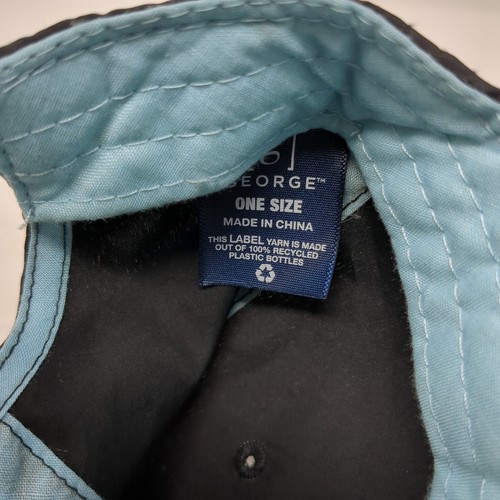 GEORGE™
ONE SIZE
MADE IN CHINA
THIS LABEL YARN IS MADE
OUT OF 100% RECYCLED
PLASTIC BOTTLES